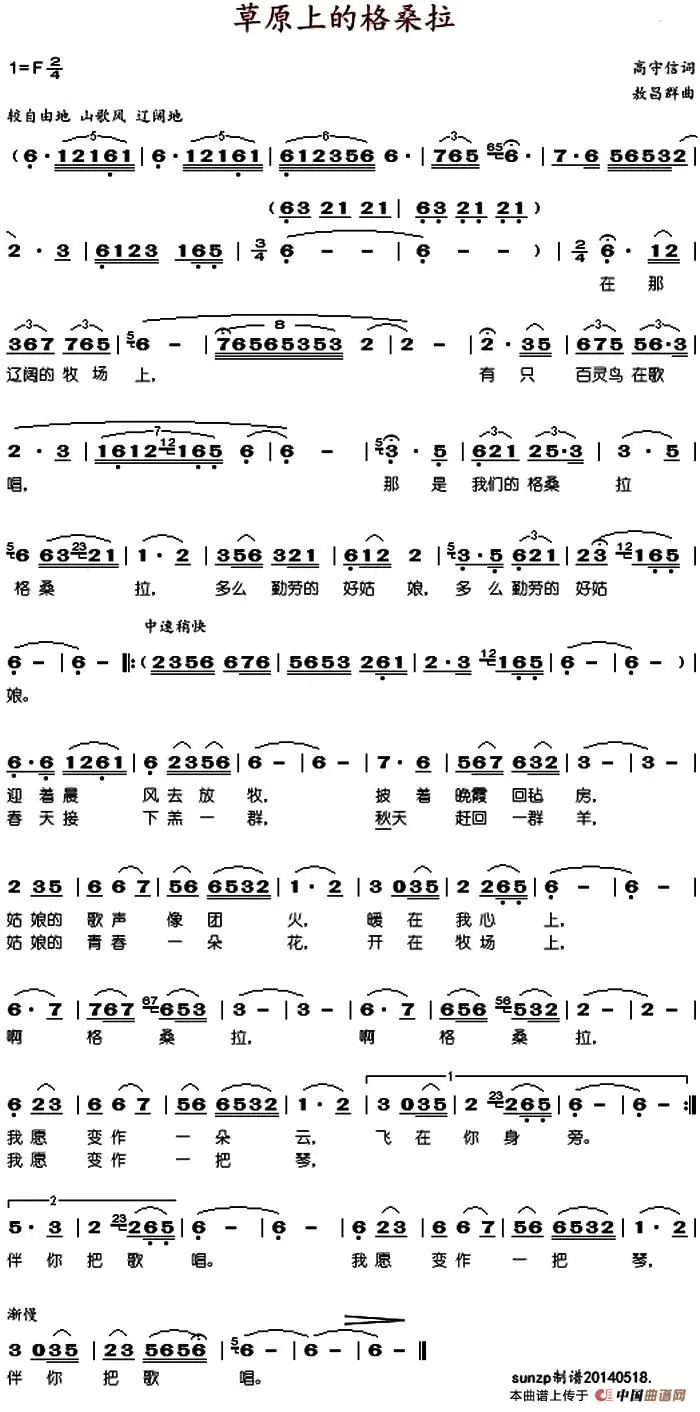 草原上的格桑拉
1=F 2/4
高守信词
敖昌群曲
较自由地 山歌风 辽阔地
(6·12161|6·12161|612356 6·|765 65 6·|7·6 56532|
(63 21 21|63 21 21)
2·3|6123 165|3/4 6 - -|6 - -)|2/4 6· 12|
在那
367 765|5 6 -|76565353 2|2 -|2·35|675 56·3|
辽阔的牧场上, 有只百灵鸟在歌
2·3|1612 12 165 6|6 -|5 3·5|621 25·3|3·5|
唱, 那是我们的格桑拉
5 6 63 23 21|1·2|356 321|612 2|5 3·5 621|23 12 165|
格桑拉, 多么勤劳的好姑娘, 多么勤劳的好姑
中速稍快
6 -|6 -‖:(2356 676|5653 261|2·3 12 165|6 -|6 -)|
娘。
6·6 1261|6 2356|6 -|6 -|7·6|567 632|3 -|3 -|
迎着晨风去放牧, 披着晚霞回毡房,
春天接下羔一群, 秋天赶回一群羊,
2 35|6 6 7|56 6532|1·2|3 035|2 265|6 -|6 -|
姑娘的歌声像团火, 暖在我心上,
姑娘的青春一朵花, 开在牧场上,
6·7|767 67 653|3 -|3 -|6·7|656 56 532|2 -|2 -|
啊格桑拉, 啊格桑拉,
1
6 23|6 6 7|56 6532|1·2|3 035|2 23 265|6 -|6 -:‖
我愿变作一朵云, 飞在你身旁。
我愿变作一把琴,
2
5·3|2 23 265|6 -|6 -|6 23|6 6 7|56 6532|1·2|
伴你把歌唱。 我愿变作一把琴,
渐慢
3 035|23 5656|5 6 -|6 -|6 -‖
伴你把歌唱。
sunzp制谱20140518.
本曲谱上传于 中国曲谱网